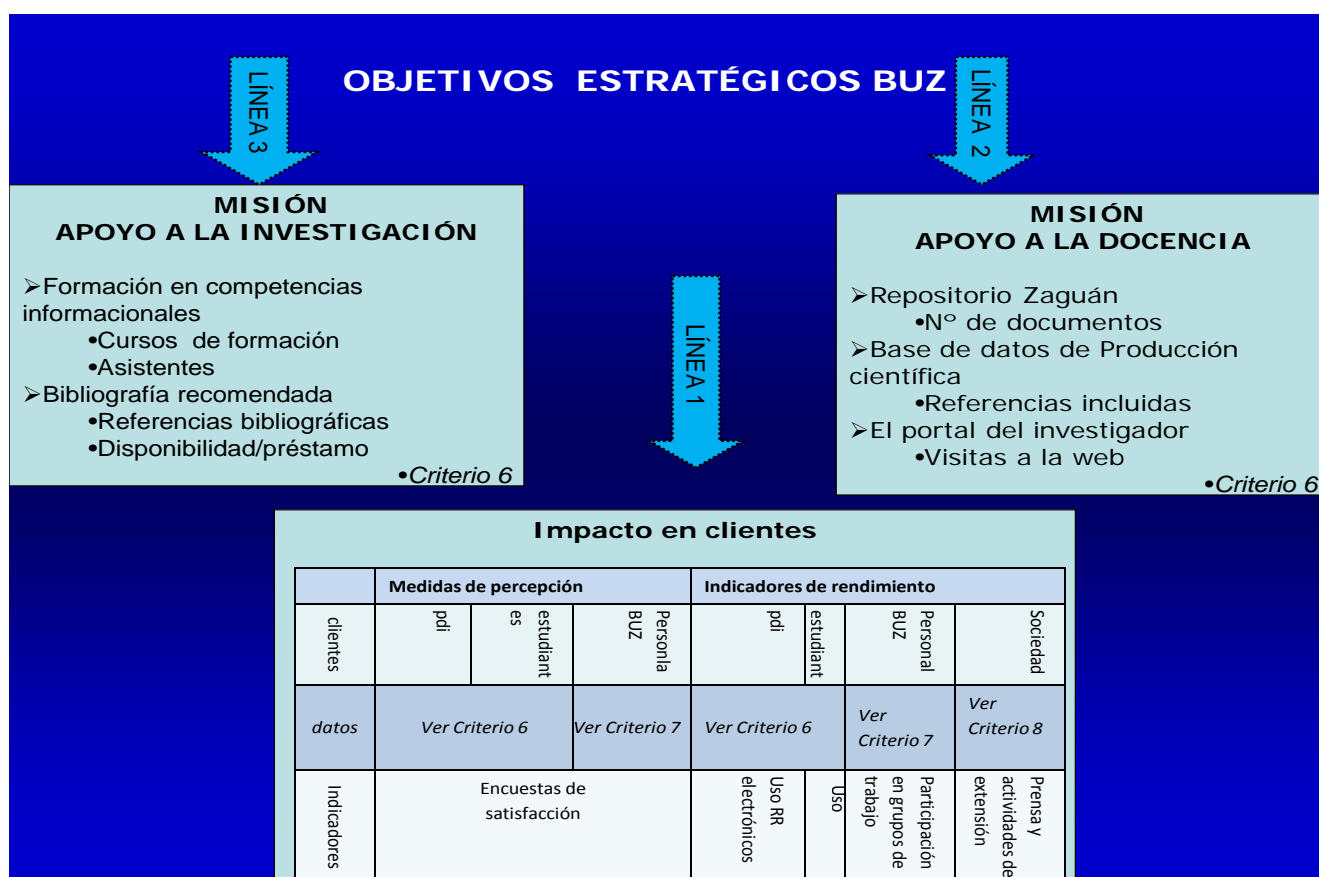 OBJETIVOS ESTRATÉGICOS BUZ
LÍNEA 3
LÍNEA 2
MISIÓN
APOYO A LA INVESTIGACIÓN
➢Formación en competencias
informacionales
•Cursos de formación
•Asistentes
➢Bibliografía recomendada
•Referencias bibliográficas
•Disponibilidad/préstamo
•Criterio 6
LÍNEA 1
MISIÓN
APOYO A LA DOCENCIA
➢Repositorio Zaguán
•Nº de documentos
➢Base de datos de Producción
científica
•Referencias incluidas
➢El portal del investigador
•Visitas a la web
•Criterio 6
Impacto en clientes
Medidas de percepción
Indicadores de rendimiento
clientes
pdi
estudiant
es
Personla
BUZ
pdi
estudiant
Personal
BUZ
Sociedad
datos
Ver Criterio 6
Ver Criterio 7
Ver Criterio 6
Ver
Criterio 7
Ver
Criterio 8
Indicadores
Encuestas de
satisfacción
Uso RR
electrónicos
Uso
Participación
en grupos de
trabajo
Prensa y
actividades de
extensión